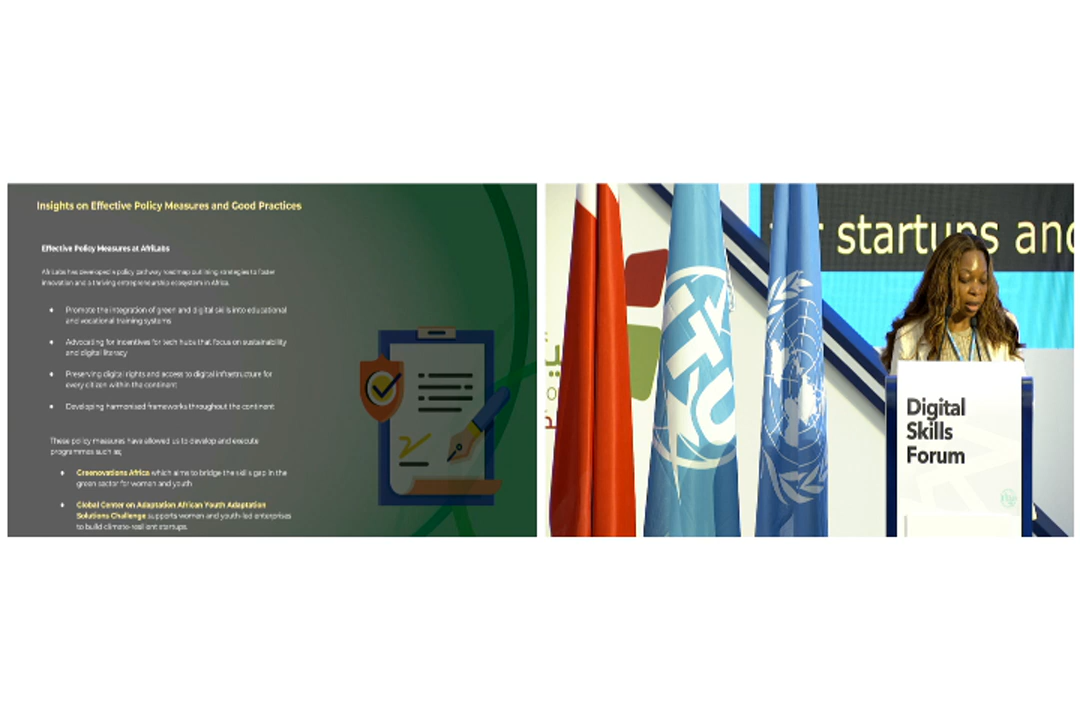 Insights on Effective Policy Measures and Good Practices
Effective Policy Measures at AfriLabs
AfriLabs has developed a policy pathway roadmap outlining strategies to foster
innovation and a thriving entrepreneurship ecosystem in Africa.
Promote the integration of green and digital skills into educational
and vocational training systems
Advocating for incentives for tech hubs that focus on sustainability
and digital literacy
Preserving digital rights and access to digital infrastructure for
every citizen within the continent
Developing harmonised frameworks throughout the continent
These policy measures have allowed us to develop and execute
programmes such as;
Greenovations Africa which aims to bridge the skills gap in the
green sector for women and youth
Global Center on Adaptation African Youth Adaptation
Solutions Challenge supports women and youth-led enterprises
to build climate-resilient startups.
startups and
ITU
Digital
Skills
Forum